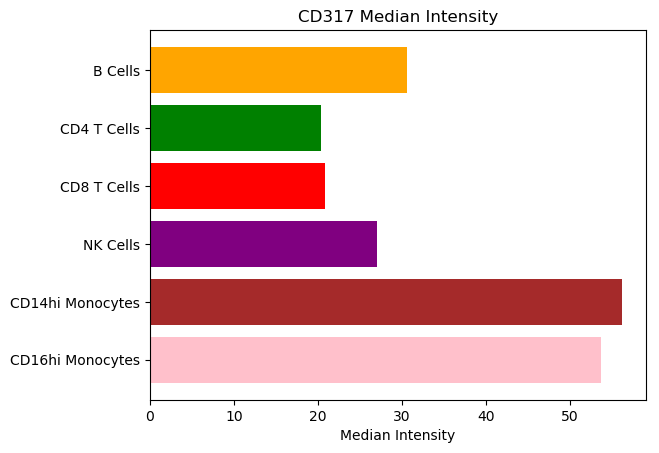 CD317 Median Intensity
B Cells
CD4 T Cells
CD8 T Cells
NK Cells
CD14hi Monocytes
CD16hi Monocytes
0 10 20 30 40 50
Median Intensity